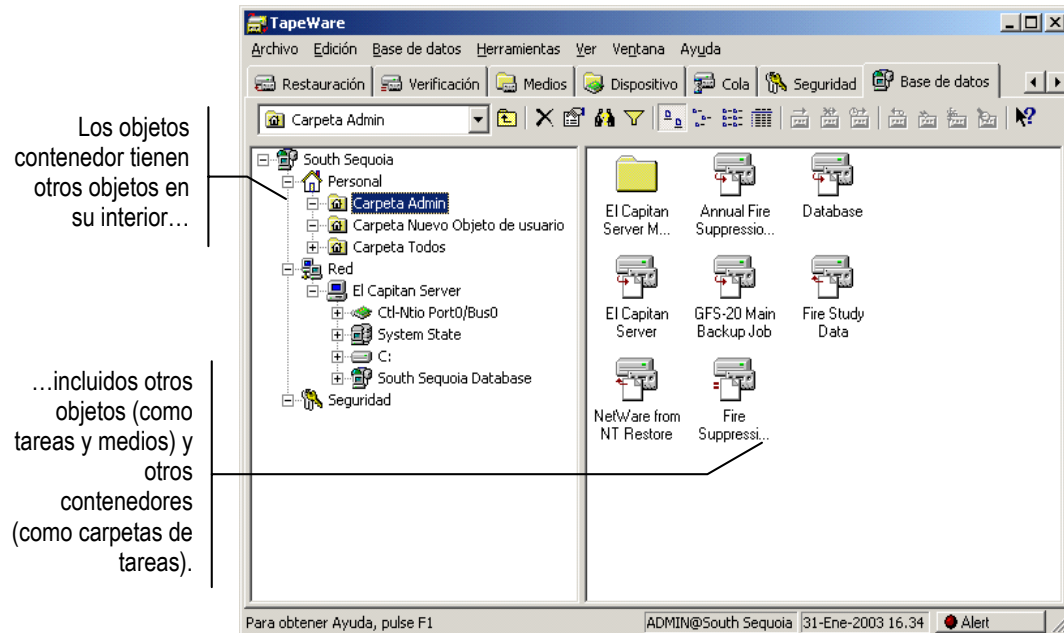 TapeWare
Archivo Edición Base de datos Herramientas Ver Ventana Ayuda
Restauración Verificación Medios Dispositivo Cola Seguridad Base de datos
Carpeta Admin
Los objetos
contenedor tienen
otros objetos en
su interior…
South Sequoia
Personal
Carpeta Admin
Carpeta Nuevo Objeto de usuario
Carpeta Todos
Red
El Capitan Server
Ctl-Ntio Port0/Bus0
System State
C:
South Sequoia Database
Seguridad
…incluidos otros
objetos (como
tareas y medios) y
otros
contenedores
(como carpetas de
tareas).
El Capitan
Server M...
Annual Fire
Suppressio...
Database
El Capitan
Server
GFS-20 Main
Backup Job
Fire Study
Data
NetWare from
NT Restore
Fire
Suppressi...
Para obtener Ayuda, pulse F1
ADMIN@South Sequoia
31-Ene-2003 16.34
Alert